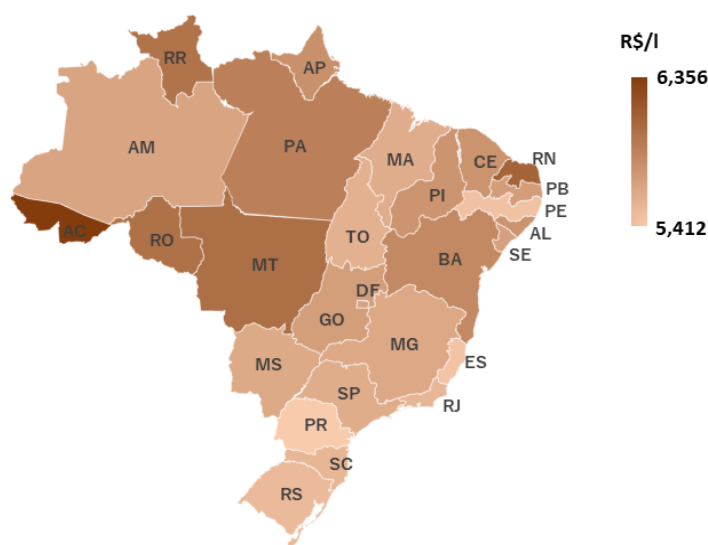 R$/l
6,356
5,412
RR
AP
AM
PA
MA
CE
RN
PB
PE
PI
AL
SE
AC
RO
TO
BA
MT
DF
GO
MG
ES
MS
SP
RJ
PR
SC
RS